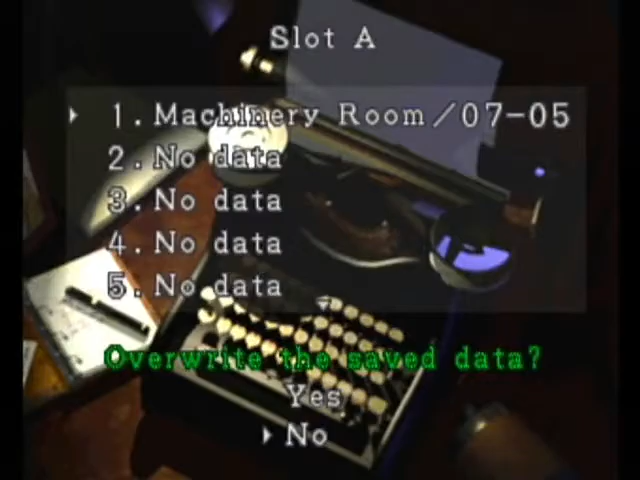 Slot A
1. Machinery Room/07-05
2. No data
3. No data
4. No data
5. No data
Overwrite the saved data?
Yes
No